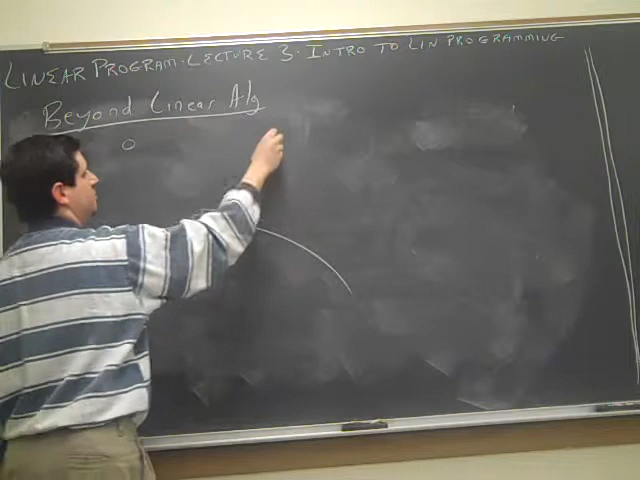 LINEAR PROGRAM · LECTURE 3 · INTRO TO LIN PROGRAMMING
Beyond Linear Alg